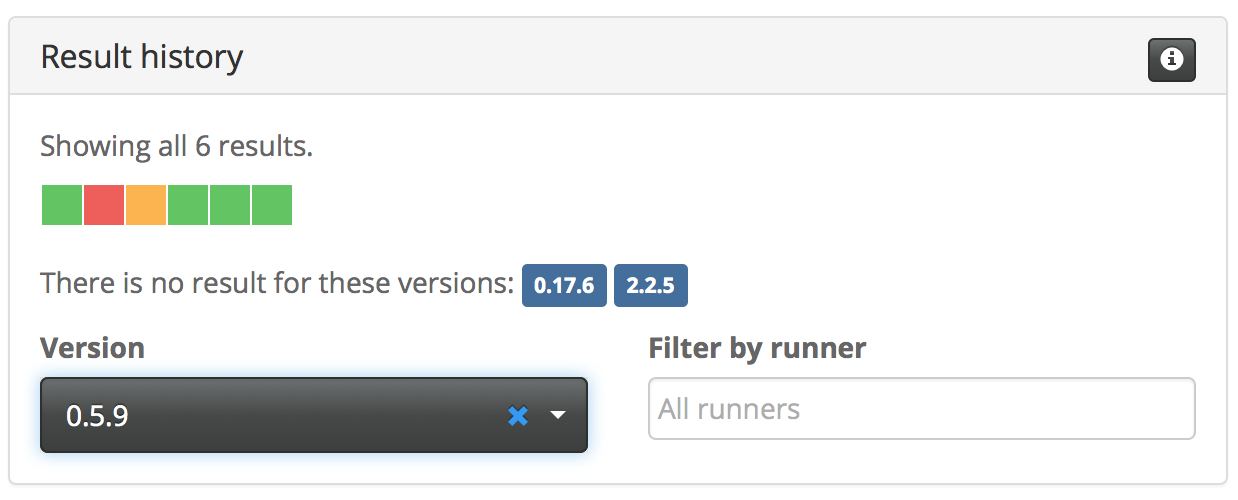 Result history
Showing all 6 results.
There is no result for these versions: 0.17.6 2.2.5
Version
Filter by runner
0.5.9
All runners